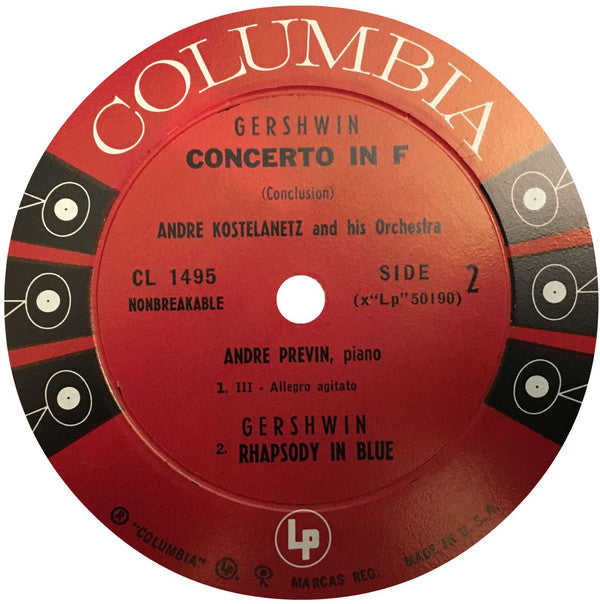 COLUMBIA
GERSHWIN
CONCERTO IN F
(Conclusion)
ANDRE KOSTELANETZ and his Orchestra
CL 1495
NONBREAKABLE
SIDE 2
(x"Lp"50190)
ANDRE PREVIN, piano
1. III - Allegro agitato
GERSHWIN
2. RHAPSODY IN BLUE
Lp
® "COLUMBIA" Lp. MARCAS REG. MADE IN U. S. A.